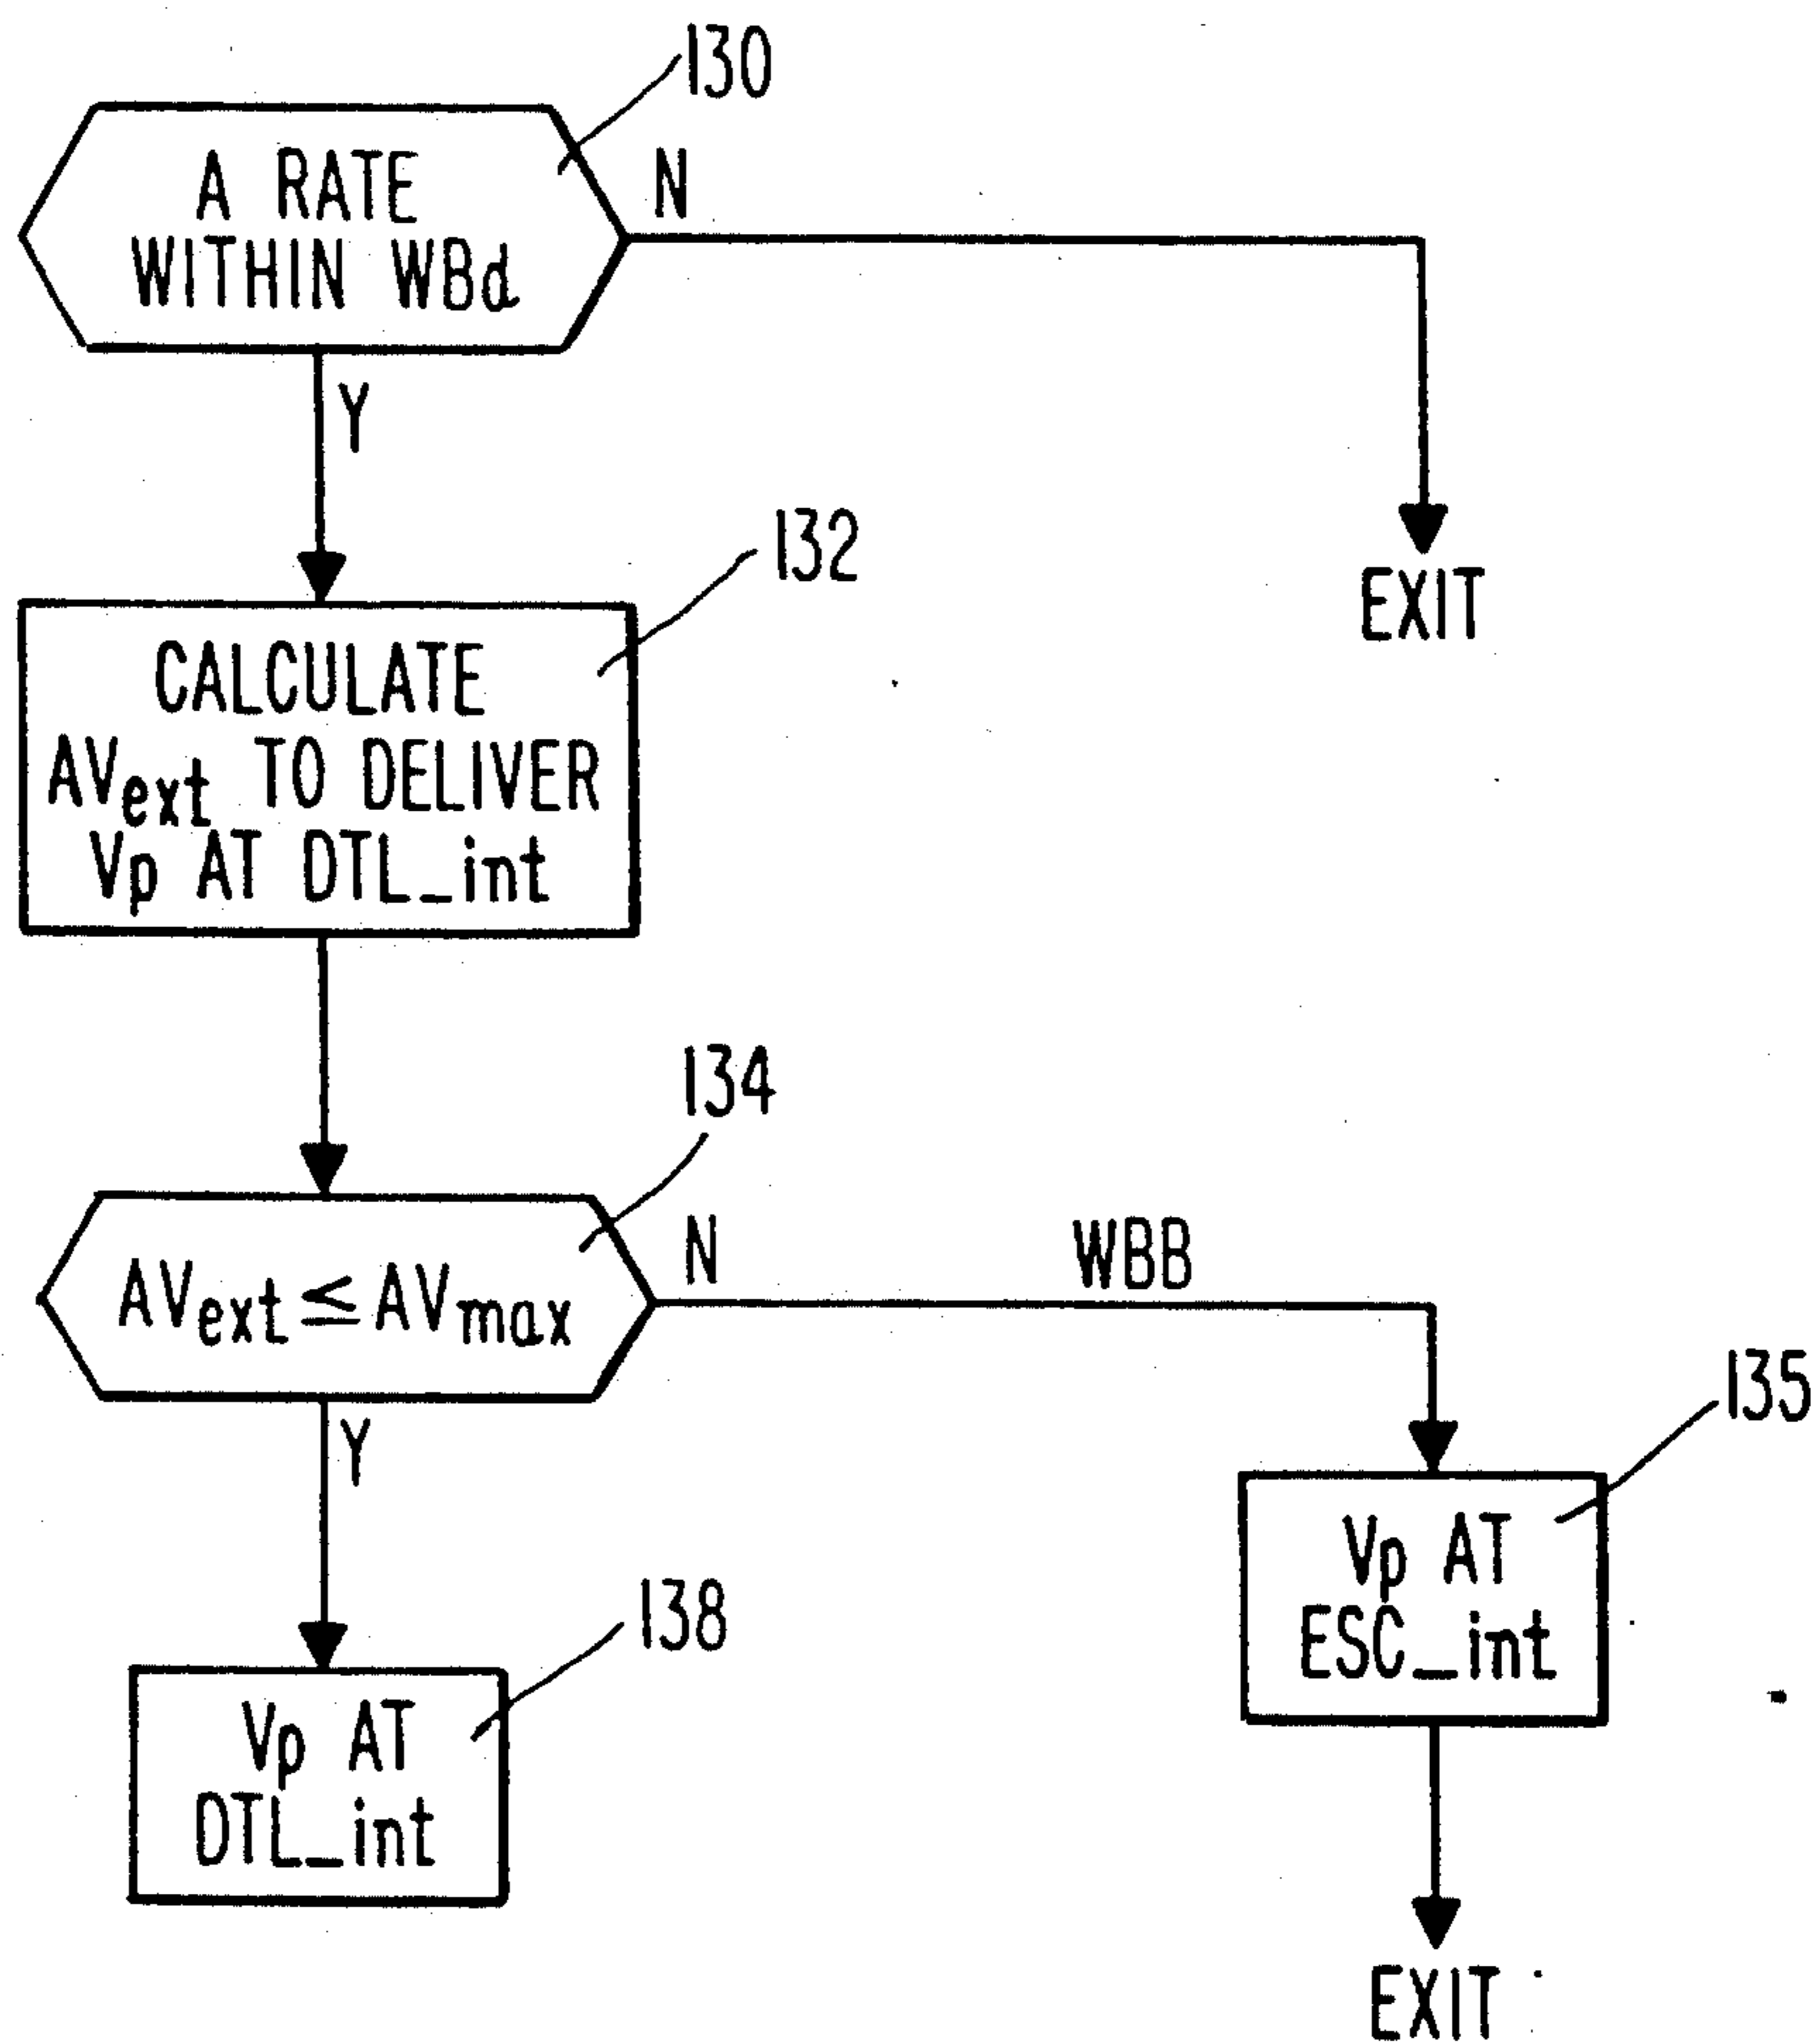 130
A RATE
WITHIN WBd
N
Y
EXIT
132
CALCULATE
AVext TO DELIVER
Vp AT DTL_int
134
AVext ≤ AVmax
N
WBB
Y
135
Vp AT
ESC_int
138
Vp AT
DTL_int
EXIT